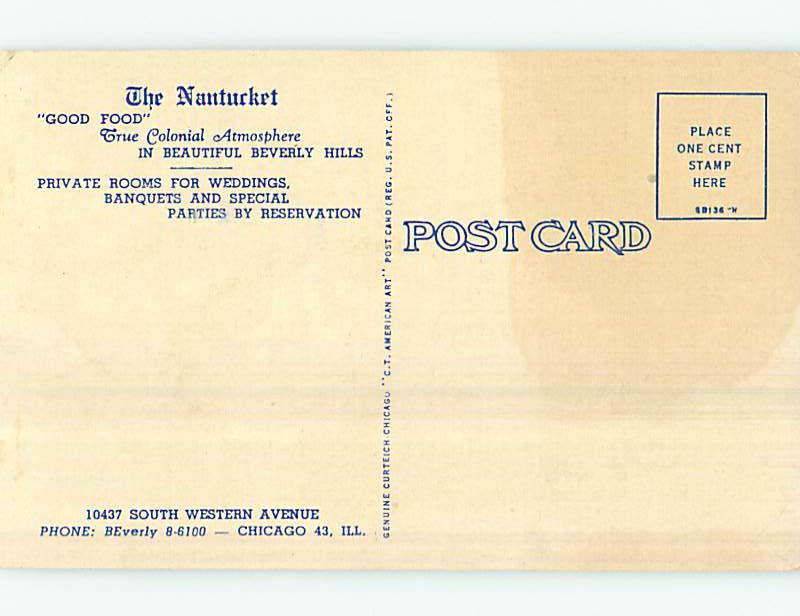 The Nantucket
"GOOD FOOD"
True Colonial Atmosphere
IN BEAUTIFUL BEVERLY HILLS
PRIVATE ROOMS FOR WEDDINGS,
BANQUETS AND SPECIAL
PARTIES BY RESERVATION
10437 SOUTH WESTERN AVENUE
PHONE: BEverly 8-6100 — CHICAGO 43, ILL.
GENUINE CURTEICH-CHICAGO "C.T. AMERICAN ART" POST CARD (REG. U.S. PAT. OFF.)
POST CARD
PLACE
ONE CENT
STAMP
HERE